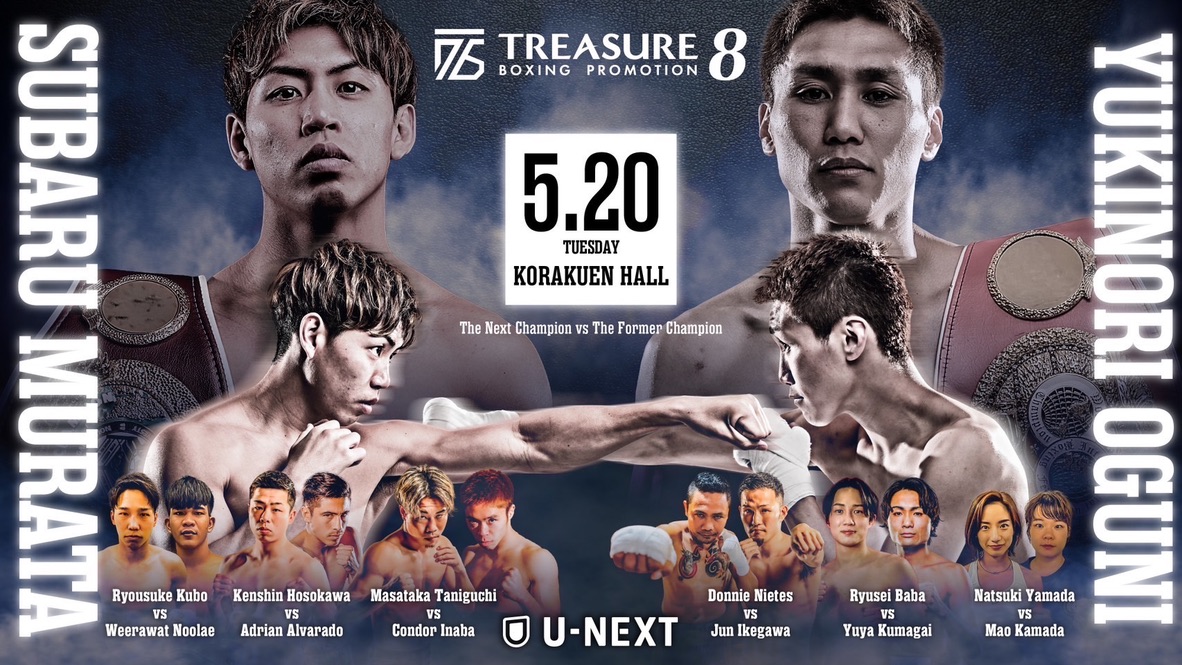 TREASURE 8
BOXING PROMOTION
SUBARU MURATA
YUKINORI OGUNI
5.20
TUESDAY
KORAKUEN HALL
The Next Champion vs The Former Champion
Ryousuke Kubo
vs
Weerawat Noolae
Kenshin Hosokawa
vs
Adrian Alvarado
Masataka Taniguchi
vs
Condor Inaba
Donnie Nietes
vs
Jun Ikegawa
Ryusei Baba
vs
Yuya Kumagai
Natsuki Yamada
vs
Mao Kamada
U-NEXT